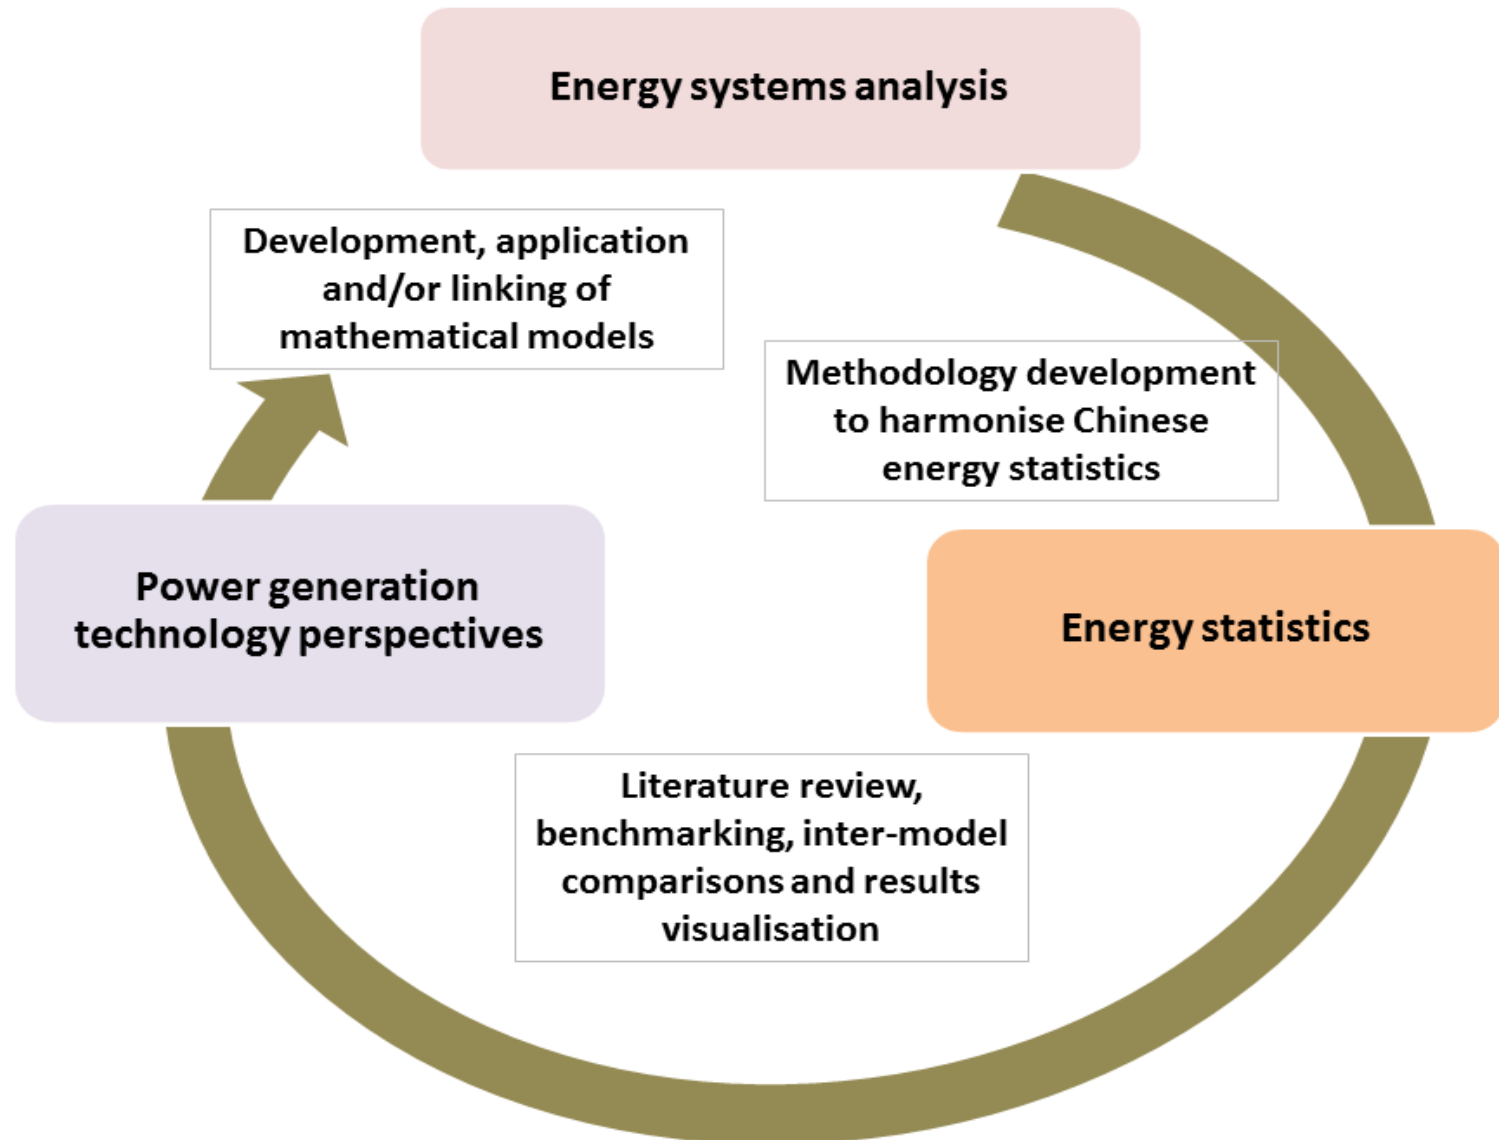 Energy systems analysis
Development, application
and/or linking of
mathematical models
Methodology development
to harmonise Chinese
energy statistics
Power generation
technology perspectives
Energy statistics
Literature review,
benchmarking, inter-model
comparisons and results
visualisation